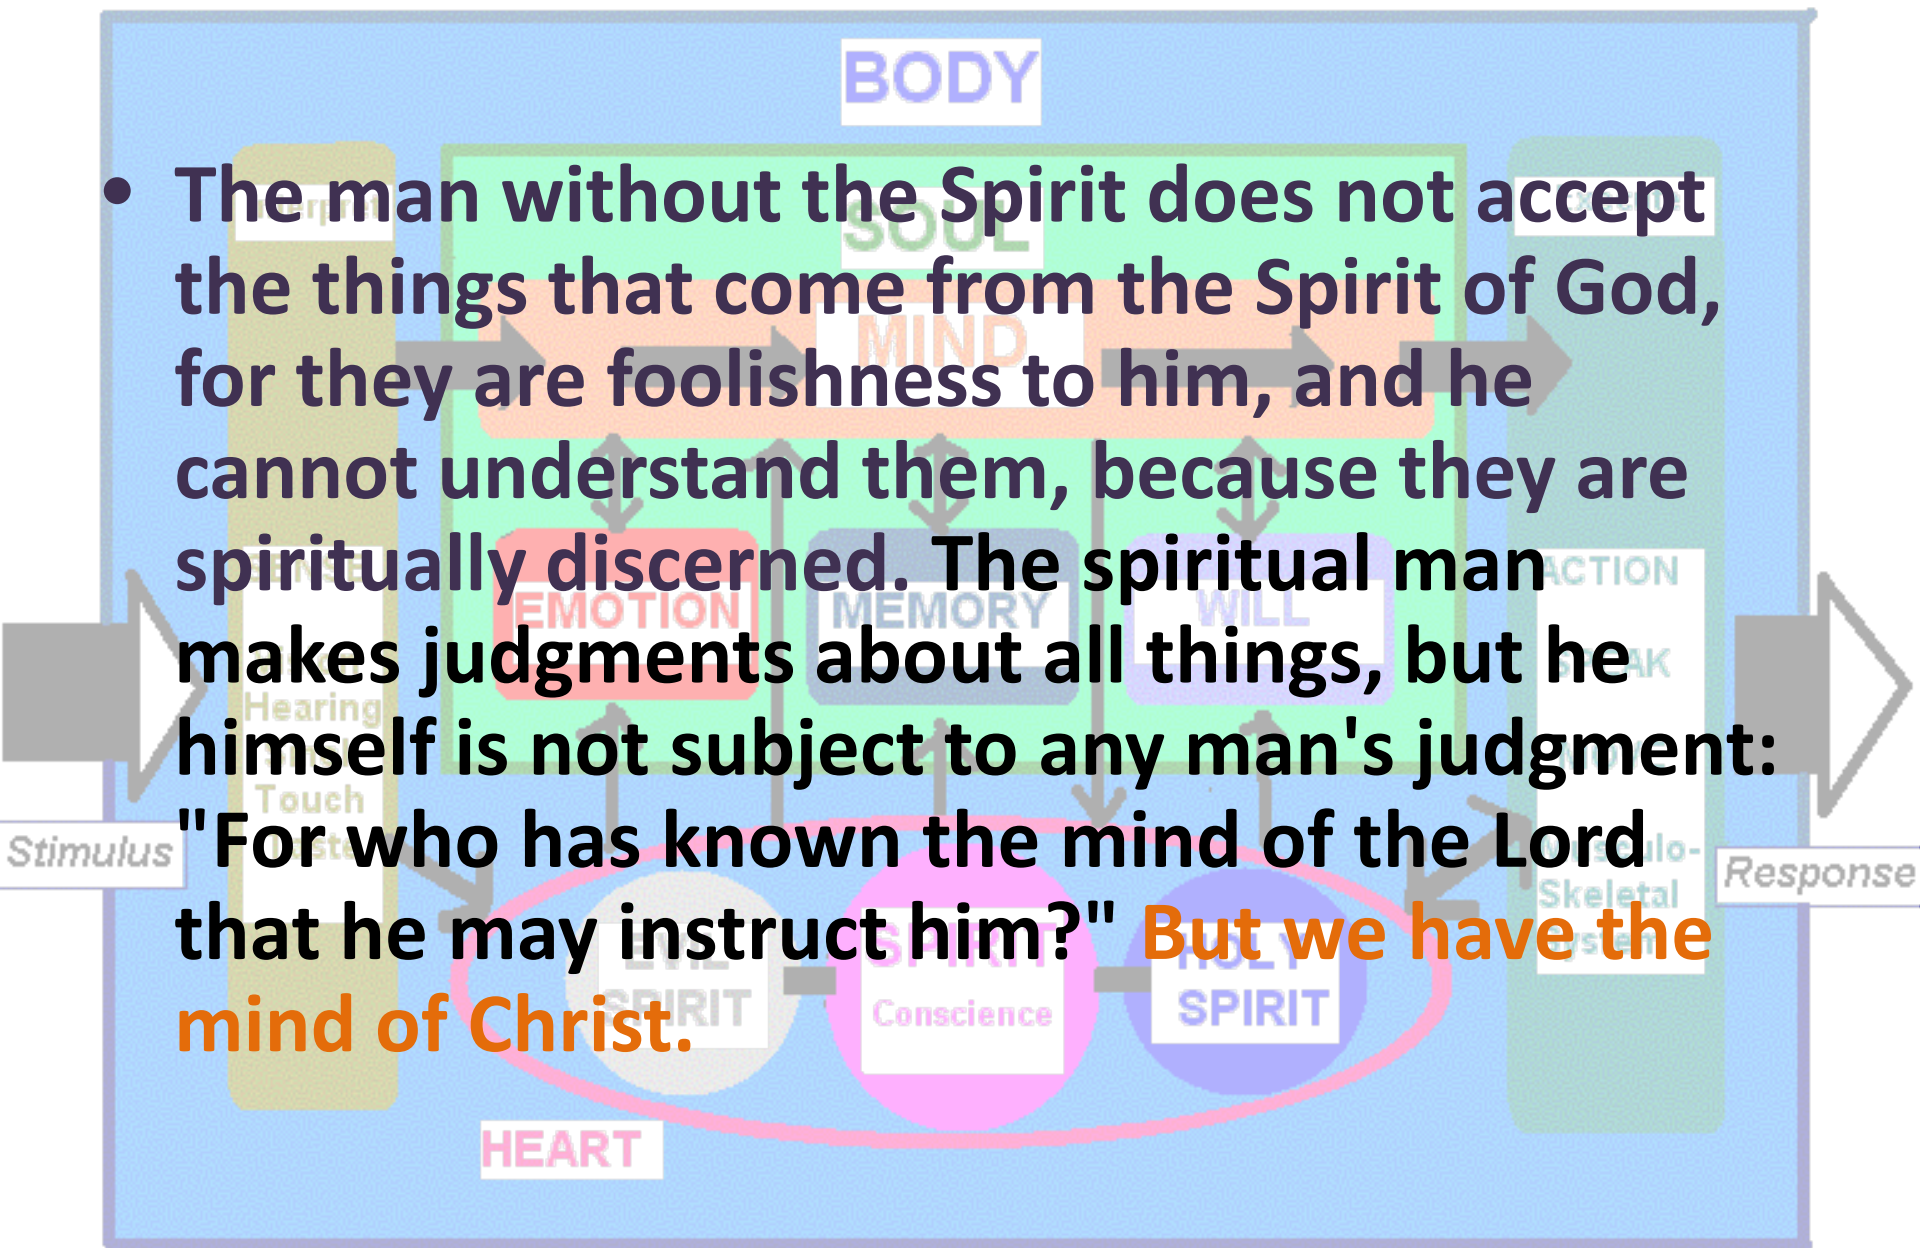 BODY
• The man without the Spirit does not accept
the things that come from the Spirit of God,
for they are foolishness to him, and he
cannot understand them, because they are
spiritually discerned. The spiritual man
makes judgments about all things, but he
himself is not subject to any man's judgment:
"For who has known the mind of the Lord
that he may instruct him?" But we have the
mind of Christ.
SOUL
MIND
EMOTION
MEMORY
WILL
ACTION
Hearing
Touch
Stimulus
Skeletal
Response
EVIL
SPIRIT
SPIRIT
Conscience
HOLY
SPIRIT
HEART